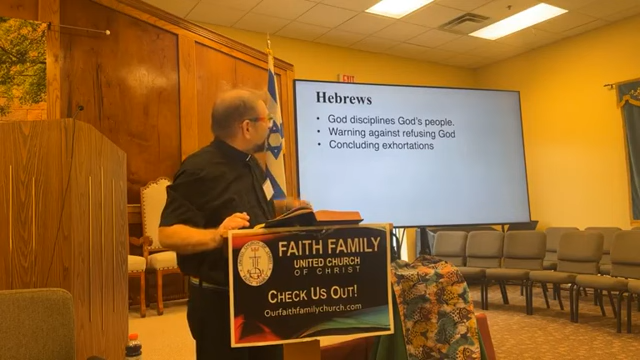 EXIT
Hebrews
• God disciplines God's people.
• Warning against refusing God
• Concluding exhortations
FAITH FAMILY
UNITED CHURCH
OF CHRIST
CHECK US OUT!
Ourfaithfamilychurch.com